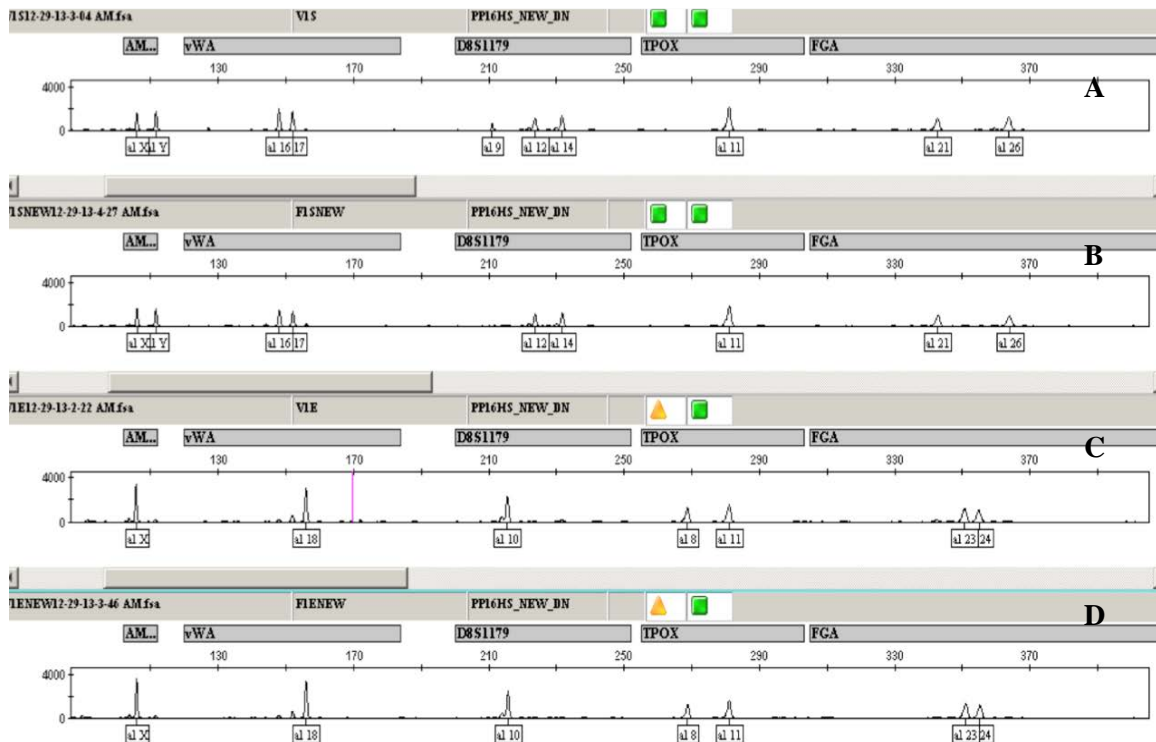 V1S12-29-13-3-04 AM.fsa V1S PP16HS_NEW_DN
AM... vWA D8S1179 TPOX FGA
130 170 210 250 290 330 370
A
4000
0
al X al 16 17 al 9 al 12 al 14 al 11 al 21 al 26
1SNEW12-29-13-4-27 AM.fsa F1SNEW PP16HS_NEW_DN
AM... vWA D8S1179 TPOX FGA
B
130 170 210 250 290 330 370
4000
0
al X al 16 17 al 12 al 14 al 11 al 21 al 26
1E12-29-13-2-22 AM.fsa V1E PP16HS_NEW_DN
AM... vWA D8S1179 TPOX FGA
C
130 170 210 250 290 330 370
4000
0
al X al 18 al 10 al 8 al 11 al 23 24
1ENEW12-29-13-3-46 AM.fsa F1ENEW PP16HS_NEW_DN
D
AM... vWA D8S1179 TPOX FGA
130 170 210 250 290 330 370
4000
0
al X al 18 al 10 al 8 al 11 al 23 24